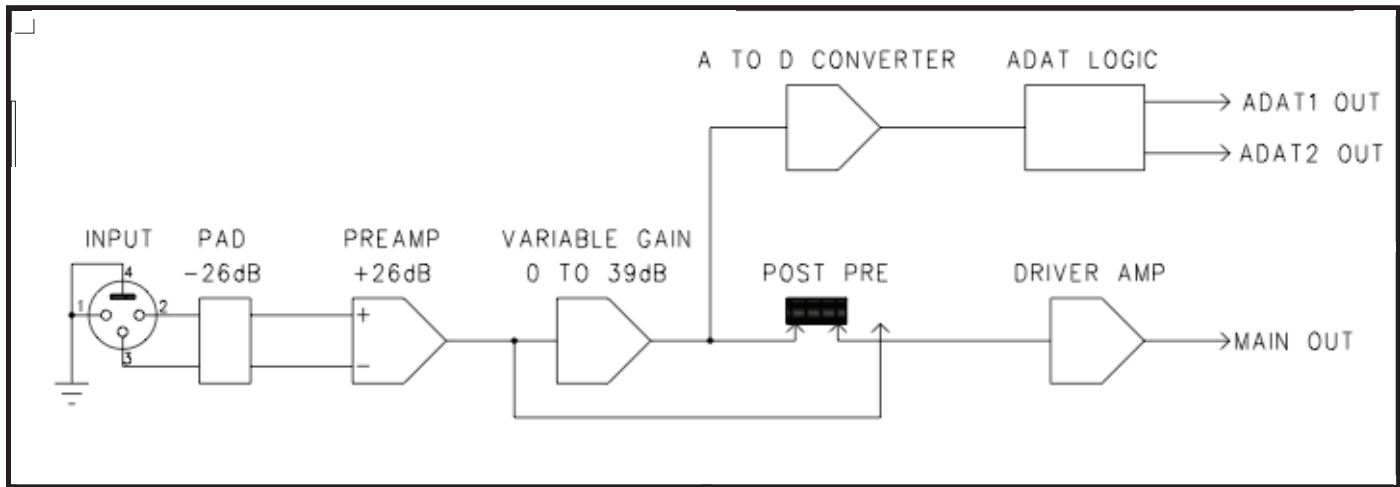 A TO D CONVERTER
ADAT LOGIC
ADAT1 OUT
ADAT2 OUT
INPUT
PAD
-26dB
PREAMP
+26dB
VARIABLE GAIN
0 TO 39dB
POST PRE
DRIVER AMP
4
1
2
3
+
-
MAIN OUT